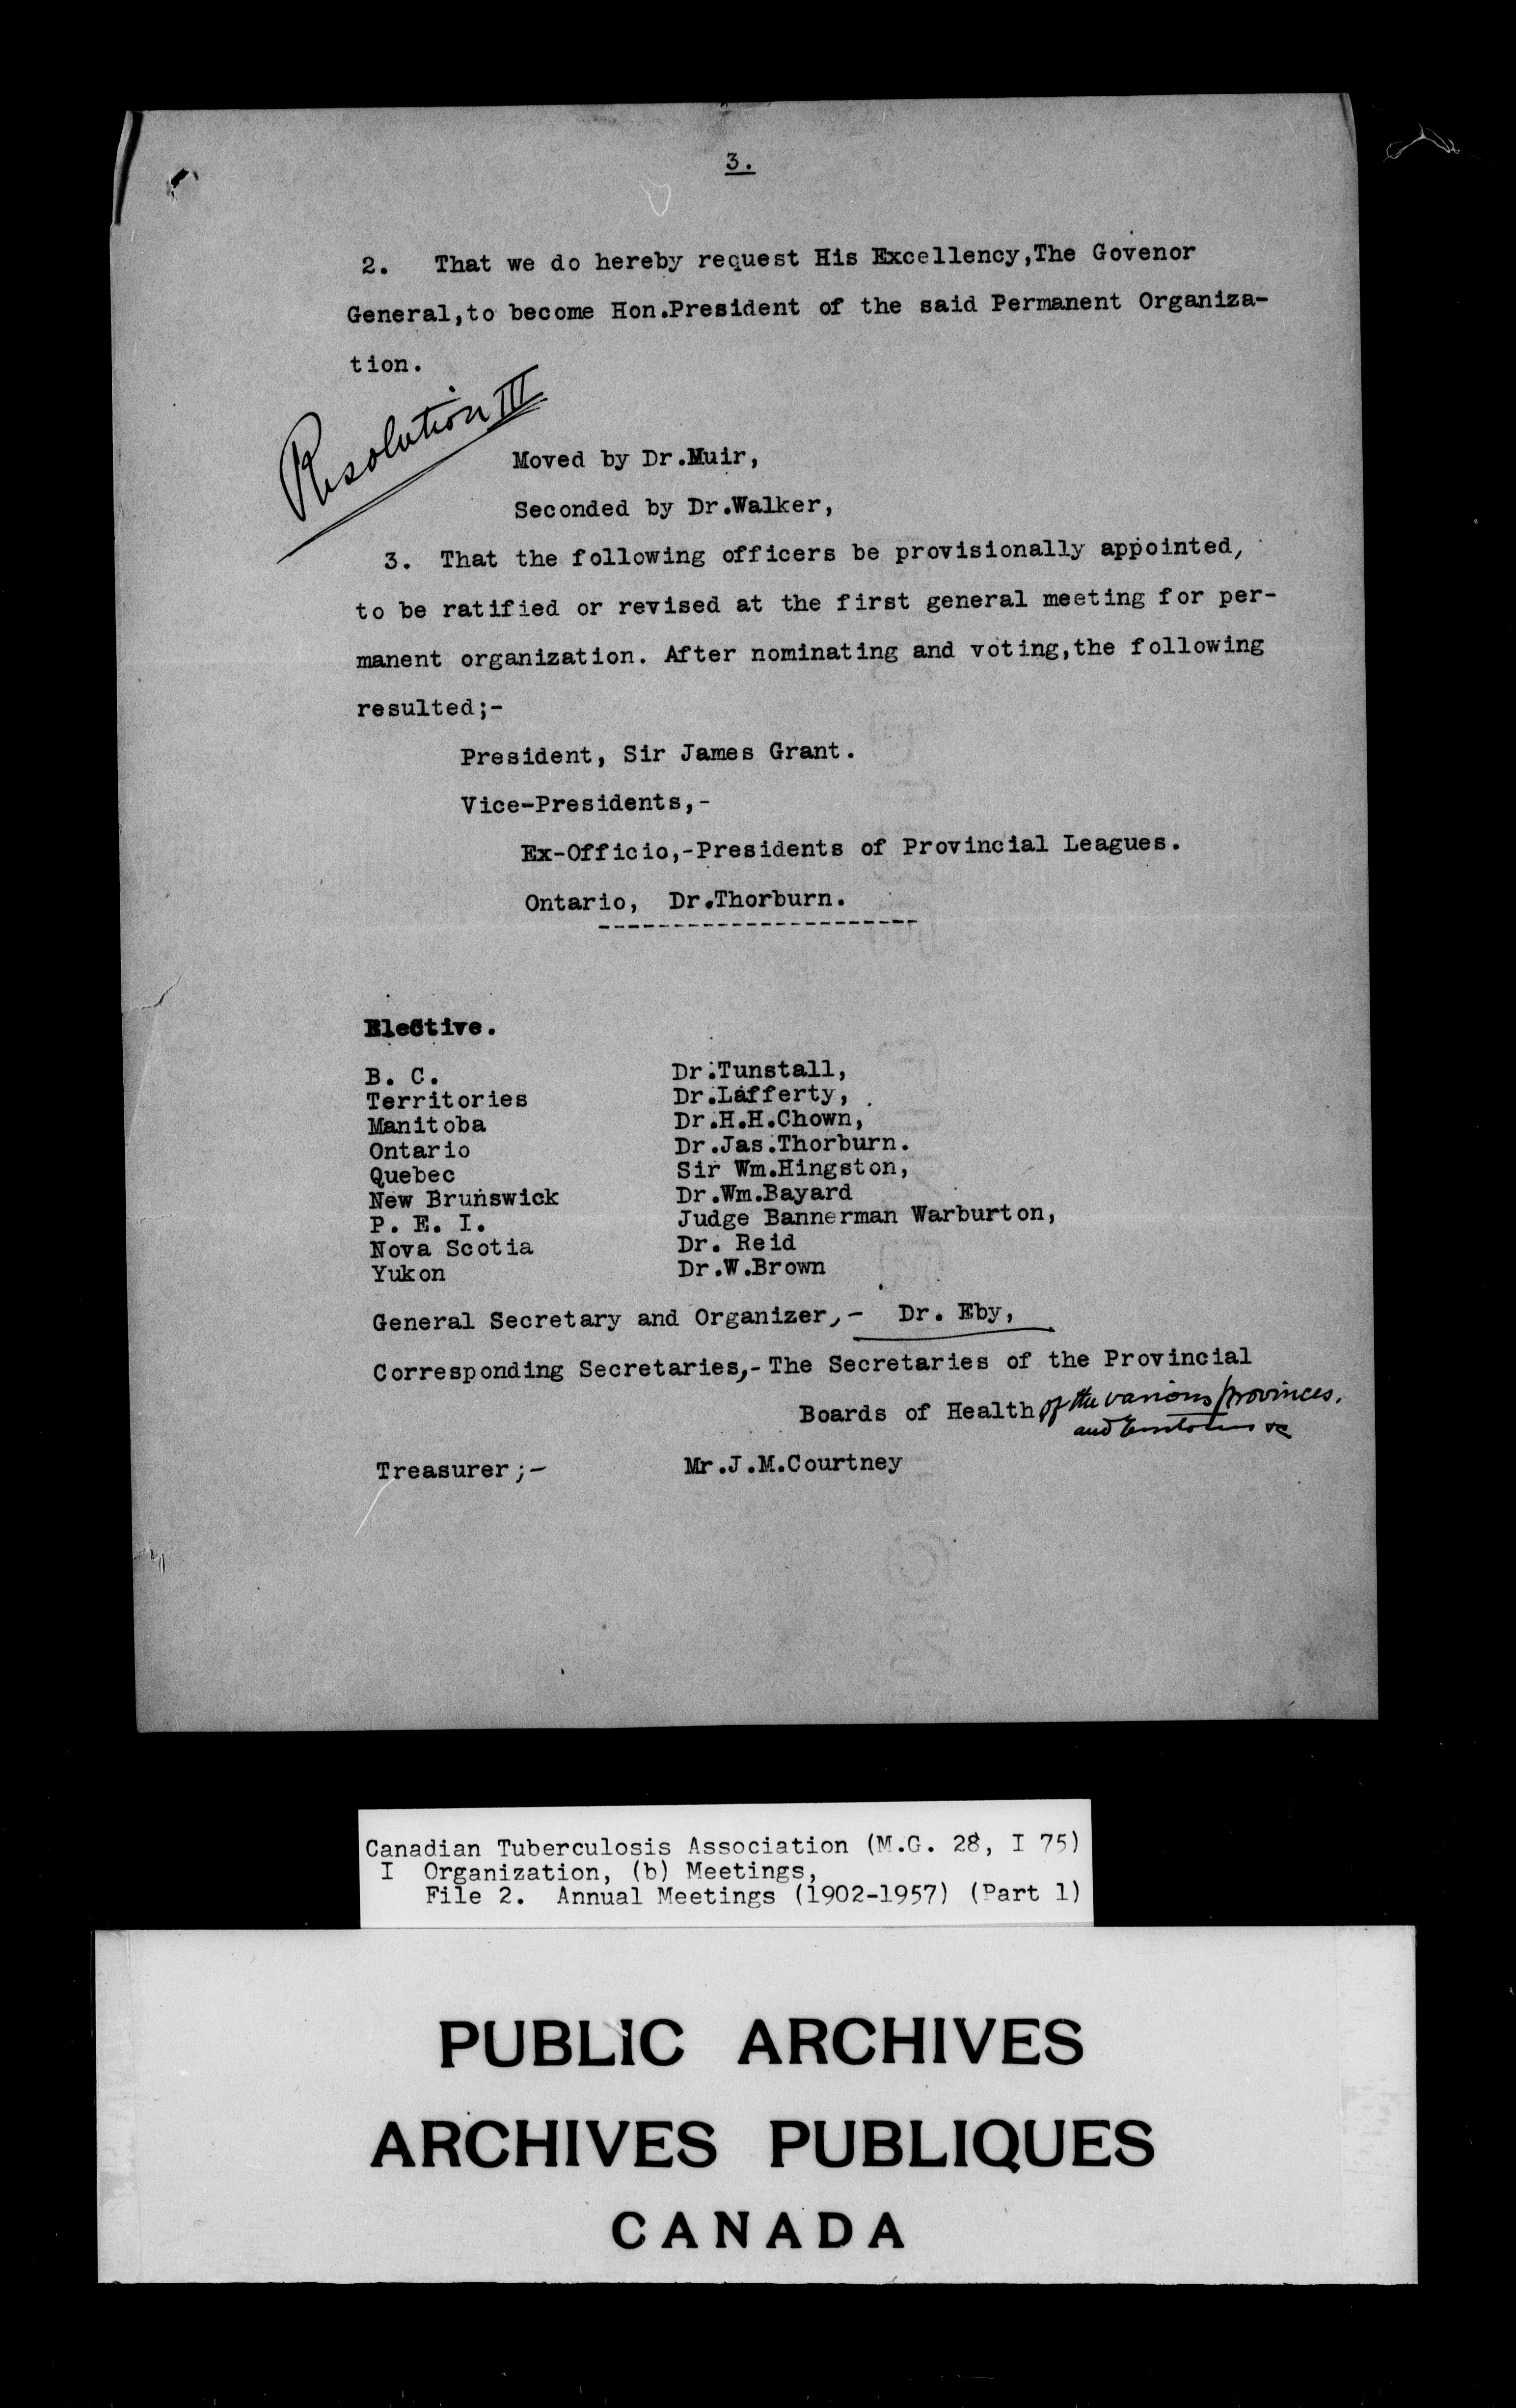 3.
2. That we do hereby request His Excellency,The Govenor
General,to become Hon.President of the said Permanent Organiza-
tion.
Resolution III
Moved by Dr.Muir,
Seconded by Dr.Walker,
3. That the following officers be provisionally appointed,
to be ratified or revised at the first general meeting for per-
manent organization. After nominating and voting,the following
resulted;-
President, Sir James Grant.
Vice-Presidents,-
Ex-Officio,-Presidents of Provincial Leagues.
Ontario, Dr.Thorburn.
---------------------
Elective.
B. C. Dr.Tunstall,
Territories Dr.Lafferty,
Manitoba Dr.H.H.Chown,
Ontario Dr.Jas.Thorburn.
Quebec Sir Wm.Hingston,
New Brunswick Dr.Wm.Bayard
P. E. I. Judge Bannerman Warburton,
Nova Scotia Dr. Reid
Yukon Dr.W.Brown
General Secretary and Organizer,- Dr. Eby,
Corresponding Secretaries,-The Secretaries of the Provincial
Boards of Health of the various provinces.
and
Treasurer;- Mr.J.M.Courtney
Canadian Tuberculosis Association (M.G. 28, I 75)
I Organization, (b) Meetings,
File 2. Annual Meetings (1902-1957) (Part 1)
PUBLIC ARCHIVES
ARCHIVES PUBLIQUES
CANADA